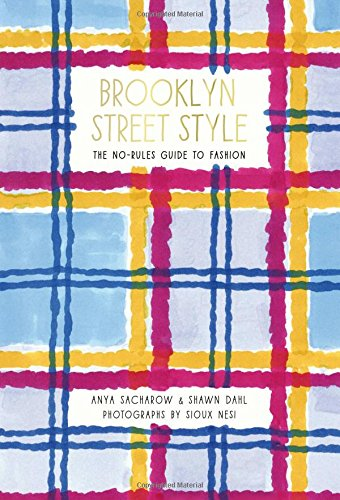 BROOKLYN
STREET STYLE
THE NO-RULES GUIDE TO FASHION
ANYA SACHAROW & SHAWN DAHL
PHOTOGRAPHS BY SIOUX NESI